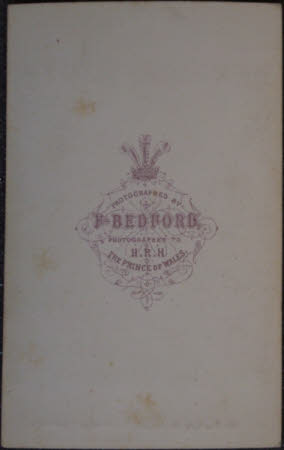 PHOTOGRAPHED BY
F. BEDFORD,
PHOTOGRAPHER TO
H.R.H.
THE PRINCE OF WALES.